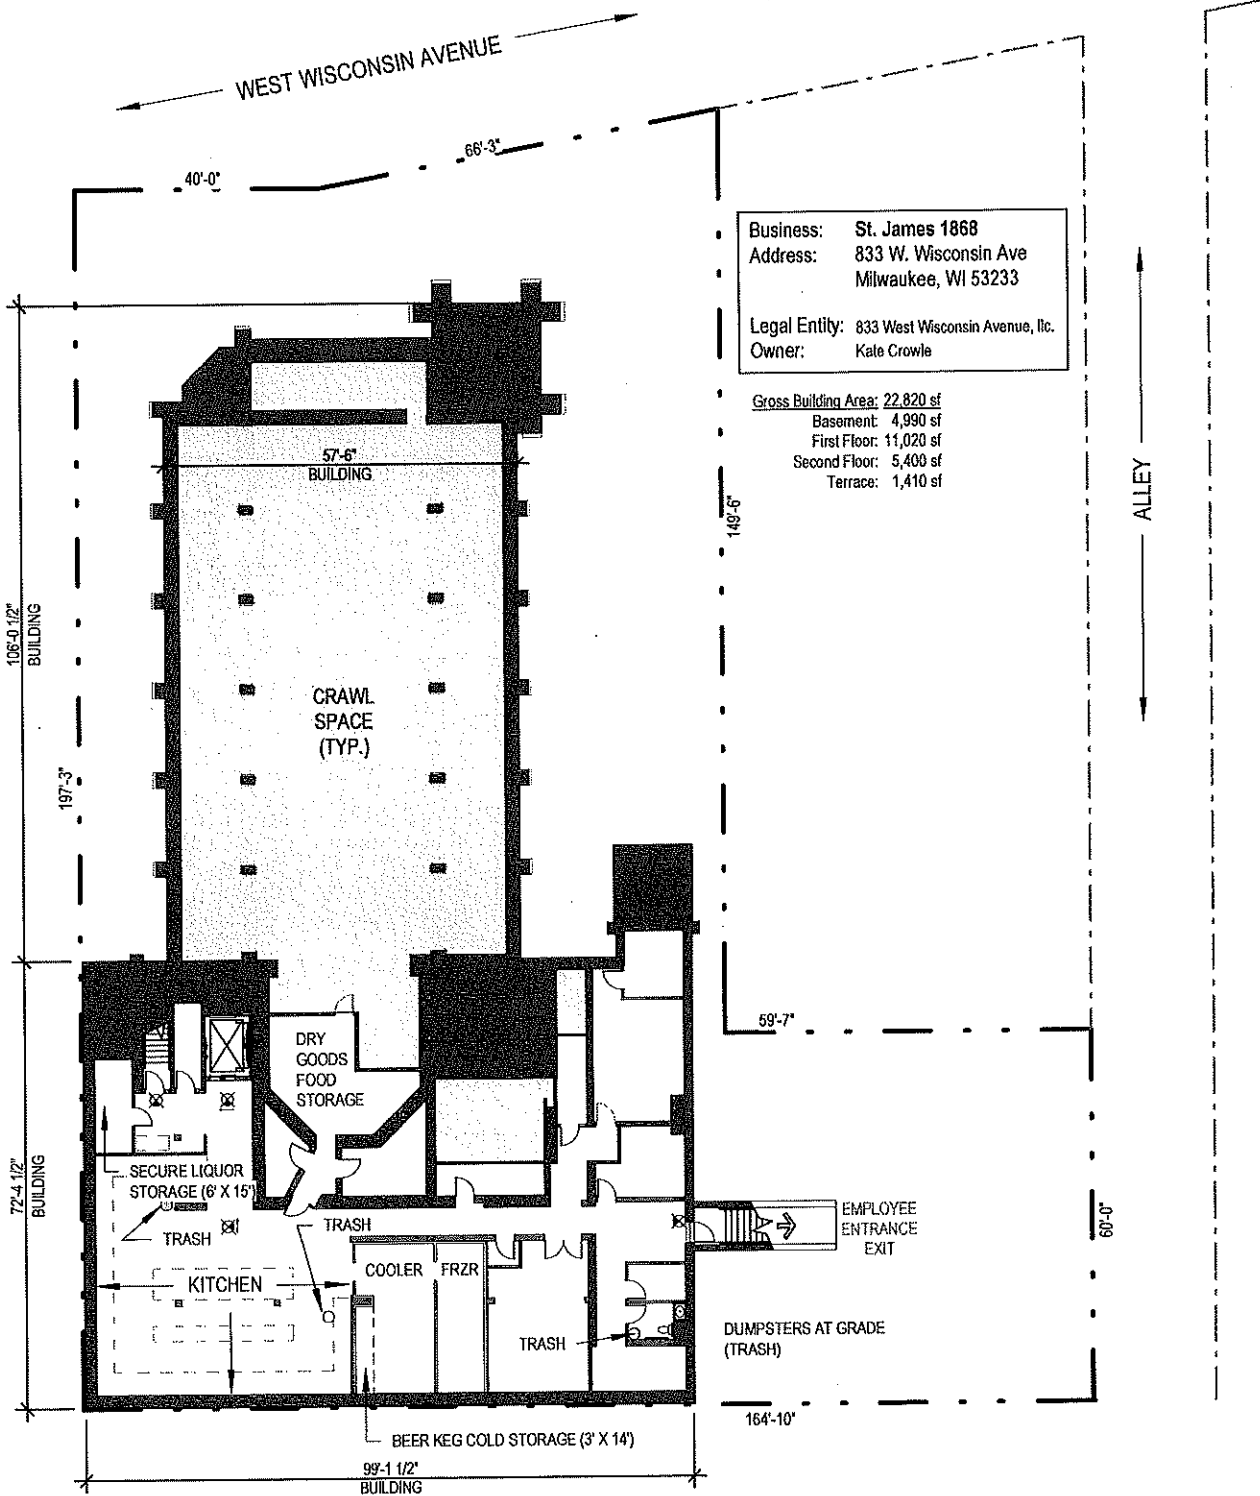 WEST WISCONSIN AVENUE
66'-3"
40'-0"
Business: St. James 1868
Address: 833 W. Wisconsin Ave
Milwaukee, WI 53233
Legal Entity: 833 West Wisconsin Avenue, llc.
Owner: Kate Crowle
Gross Building Area: 22,820 sf
Basement: 4,990 sf
First Floor: 11,020 sf
Second Floor: 5,400 sf
Terrace: 1,410 sf
57'-6"
BUILDING
ALLEY
149'-6"
106'-0 1/2"
BUILDING
CRAWL
SPACE
(TYP.)
197'-3"
59'-7"
DRY
GOODS
FOOD
STORAGE
72'-4 1/2"
BUILDING
SECURE LIQUOR
STORAGE (6' X 15')
TRASH
TRASH
EMPLOYEE
ENTRANCE
EXIT
60'-0"
KITCHEN
COOLER
FRZR
TRASH
DUMPSTERS AT GRADE
(TRASH)
164'-10"
BEER KEG COLD STORAGE (3' X 14')
99'-1 1/2"
BUILDING